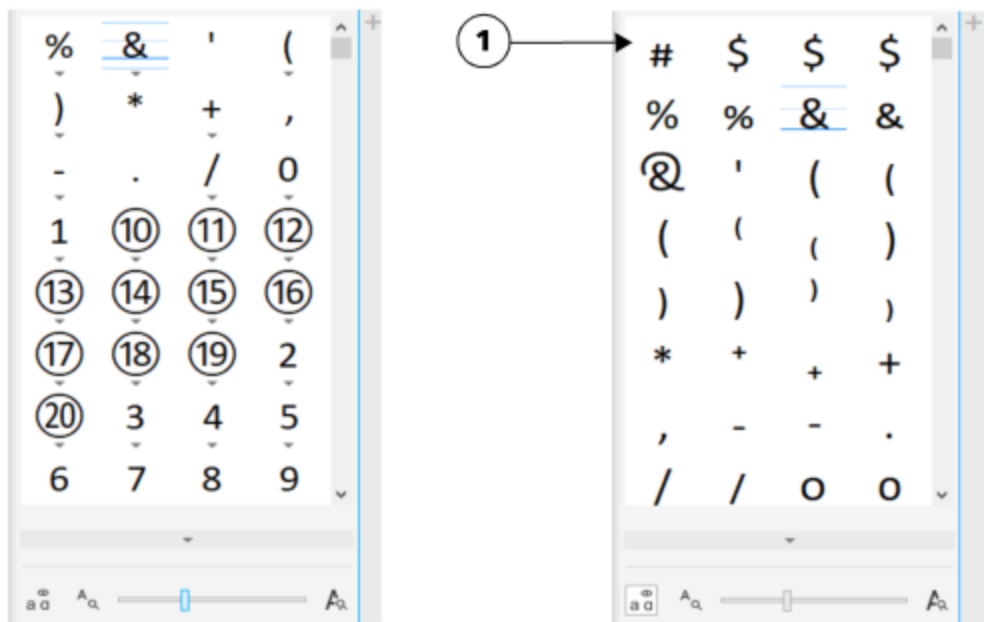 % & ' (
) * + ,
- . / 0
1 ⑩ ⑪ ⑫
⑬ ⑭ ⑮ ⑯
⑰ ⑱ ⑲ 2
⑳ 3 4 5
6 7 8 9
1
# $ $ $
% % & &
& ' ( (
( ( ( )
) ) ) )
* + + +
, - - .
/ / o o